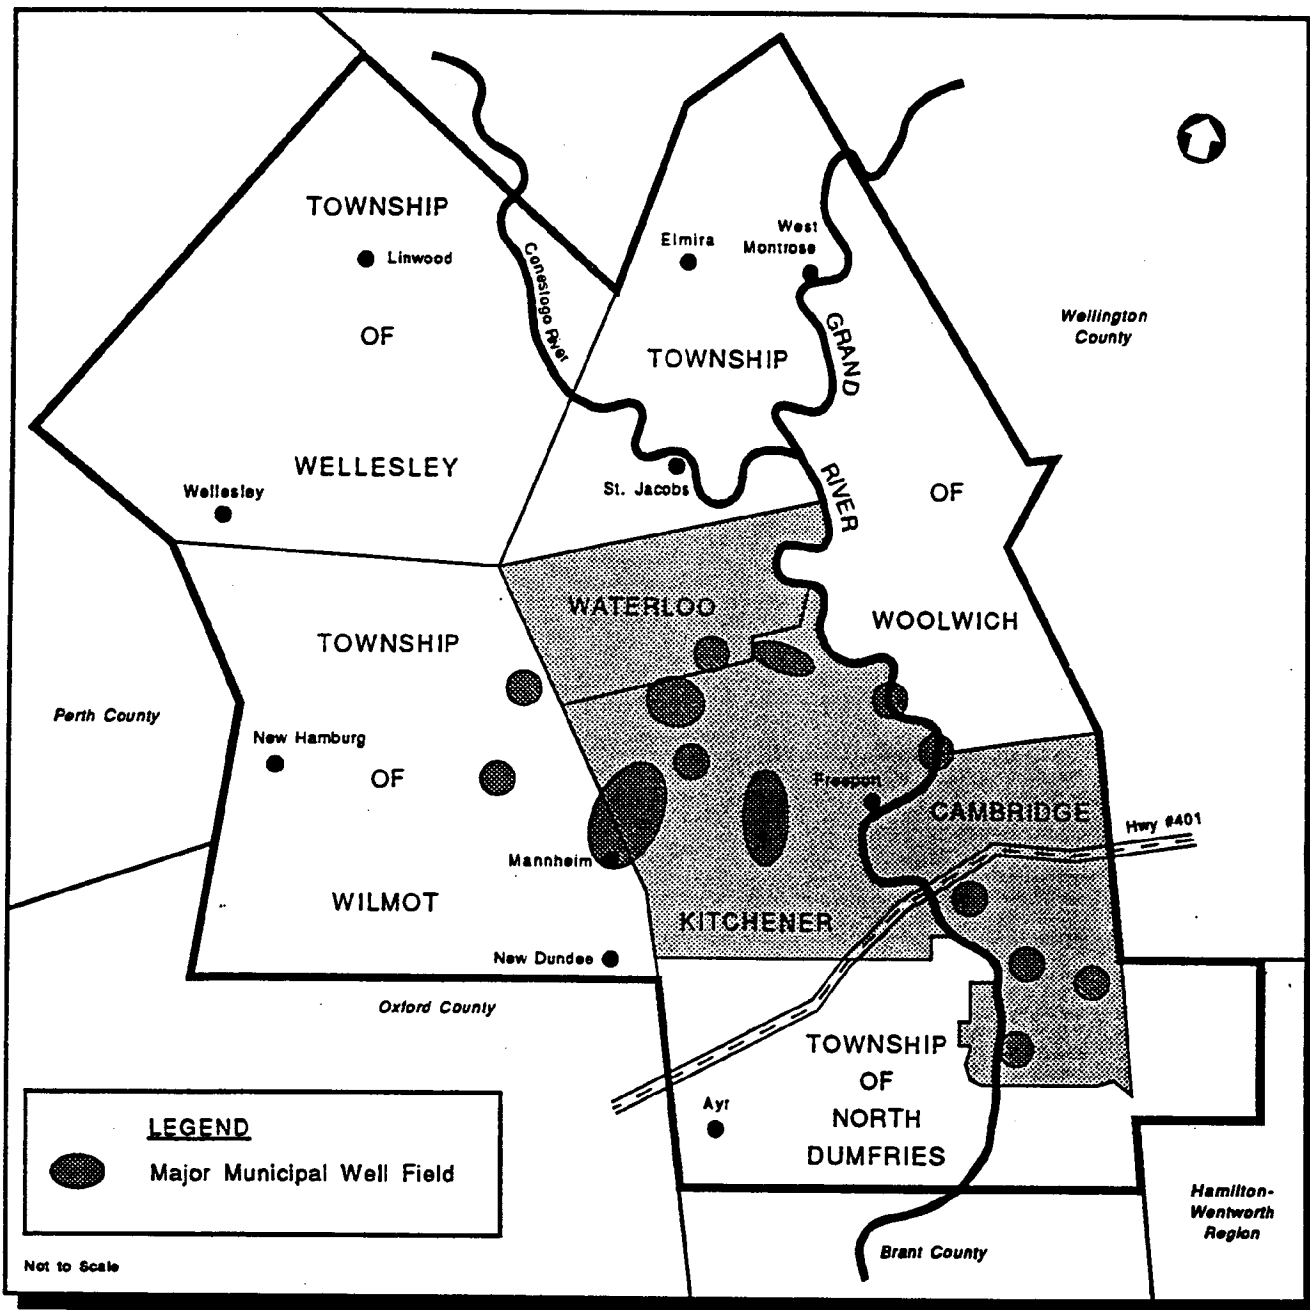 TOWNSHIP
Linwood
OF
WELLESLEY
Wellesley
Conestogo River
Elmira
West
Montrose
TOWNSHIP
GRAND
RIVER
St. Jacobs
OF
WOOLWICH
Wellington
County
WATERLOO
TOWNSHIP
Perth County
New Hamburg
OF
WILMOT
Mannheim
New Dundee
Freeport
CAMBRIDGE
Hwy #401
KITCHENER
Oxford County
TOWNSHIP
OF
NORTH
DUMFRIES
Ayr
LEGEND
Major Municipal Well Field
Not to Scale
Brant County
Hamilton-
Wentworth
Region